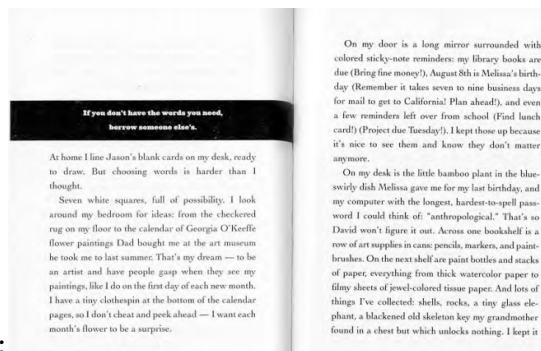 If you don't have the words you need,
borrow someone else's.
At home I line Jason's blank cards on my desk, ready
to draw. But choosing words is harder than I
thought.
Seven white squares, full of possibility. I look
around my bedroom for ideas: from the checkered
rug on my floor to the calendar of Georgia O'Keeffe
flower paintings Dad bought me at the art museum
he took me to last summer. That's my dream — to be
an artist and have people gasp when they see my
paintings, like I do on the first day of each new month.
I have a tiny clothespin at the bottom of the calendar
pages, so I don't cheat and peek ahead — I want each
month's flower to be a surprise.
On my door is a long mirror surrounded with
colored sticky-note reminders: my library books are
due (Bring fine money!), August 8th is Melissa's birth-
day (Remember it takes seven to nine business days
for mail to get to California! Plan ahead!), and even
a few reminders left over from school (Find lunch
card!) (Project due Tuesday!). I kept those up because
it's nice to see them and know they don't matter
anymore.
On my desk is the little bamboo plant in the blue-
swirly dish Melissa gave me for my last birthday, and
my computer with the longest, hardest-to-spell pass-
word I could think of: "anthropological." That's so
David won't figure it out. Across one bookshelf is a
row of art supplies in cans: pencils, markers, and paint-
brushes. On the next shelf are paint bottles and stacks
of paper, everything from thick watercolor paper to
filmy sheets of jewel-colored tissue paper. And lots of
things I've collected: shells, rocks, a tiny glass ele-
phant, a blackened old skeleton key my grandmother
found in a chest but which unlocks nothing. I kept it